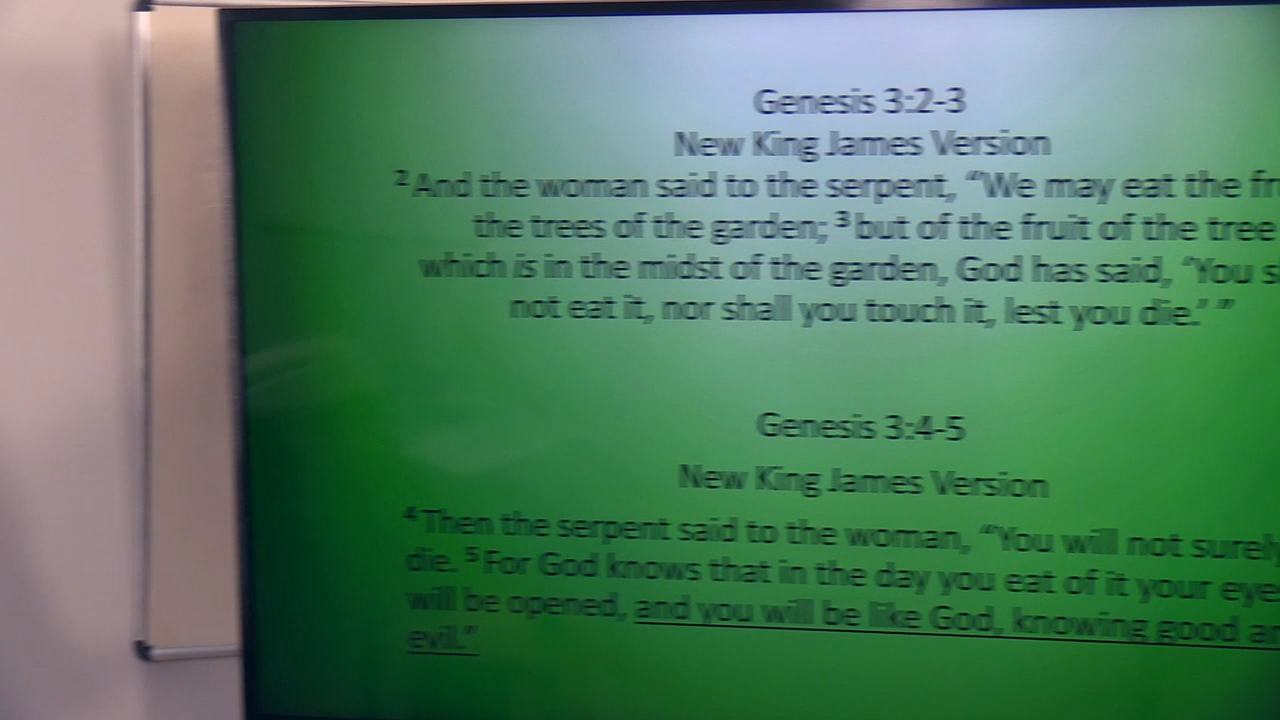 Genesis 3:2-3
New King James Version
2 And the woman said to the serpent, “We may eat the
the trees of the garden; 3 but of the fruit of the tree
which is in the midst of the garden, God has said, ‘You
not eat it, nor shall you touch it, lest you die.’ ”
Genesis 3:4-5
New King James Version
4 Then the serpent said to the woman, “You will not surely
die. 5 For God knows that in the day you eat of it your
will be opened, and you will be like God, knowing good
evil.”